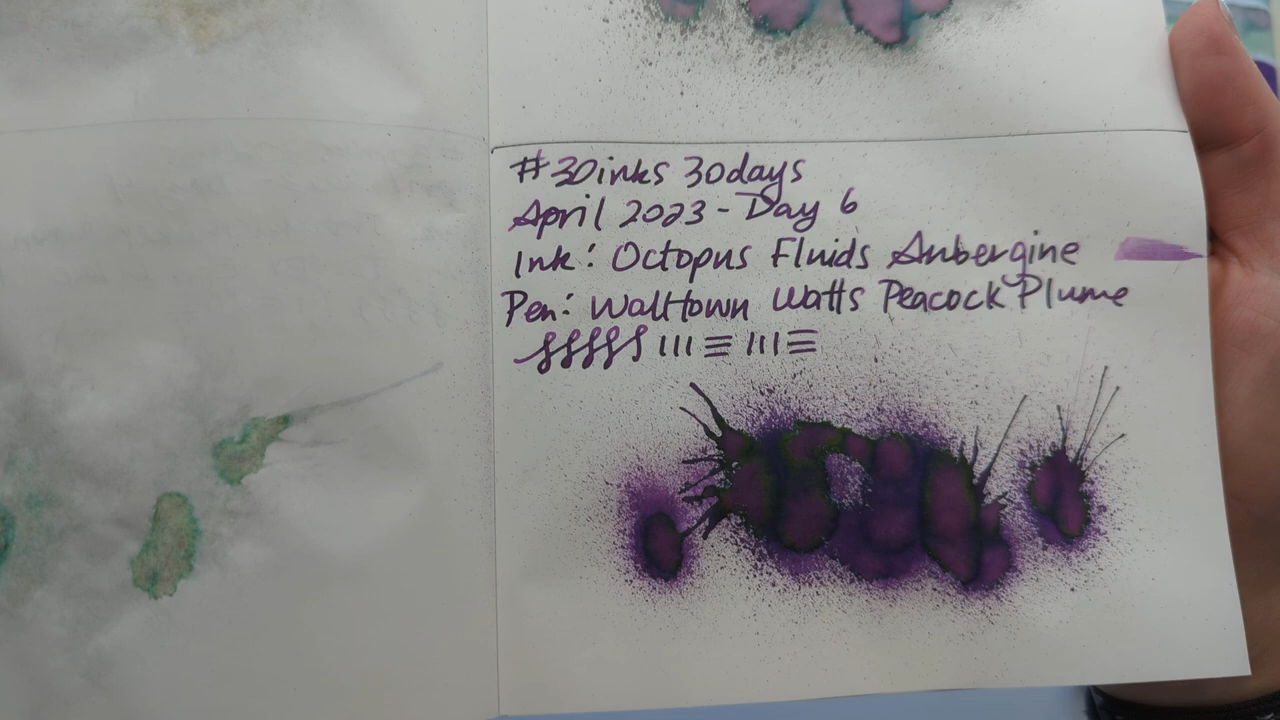 #30inks 30days
April 2023 - Day 6
Ink: Octopus Fluids Aubergine
Pen: Walltown Watts Peacock Plume